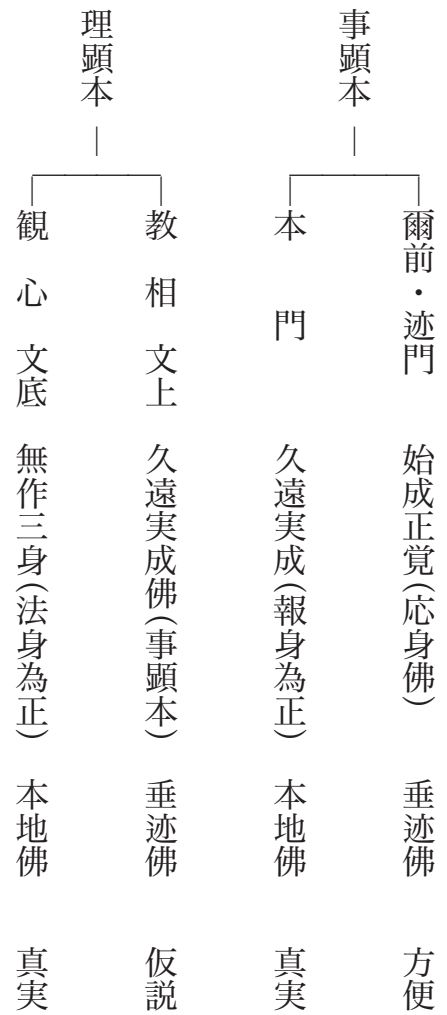 事顕本
爾前・迹門　始成正覚(応身佛)　垂迹佛　方便
本門　久遠実成(報身為正)　本地佛　真実
理顕本
教相　文上　久遠実成佛(事顕本)　垂迹佛　仮説
観心　文底　無作三身(法身為正)　本地佛　真実